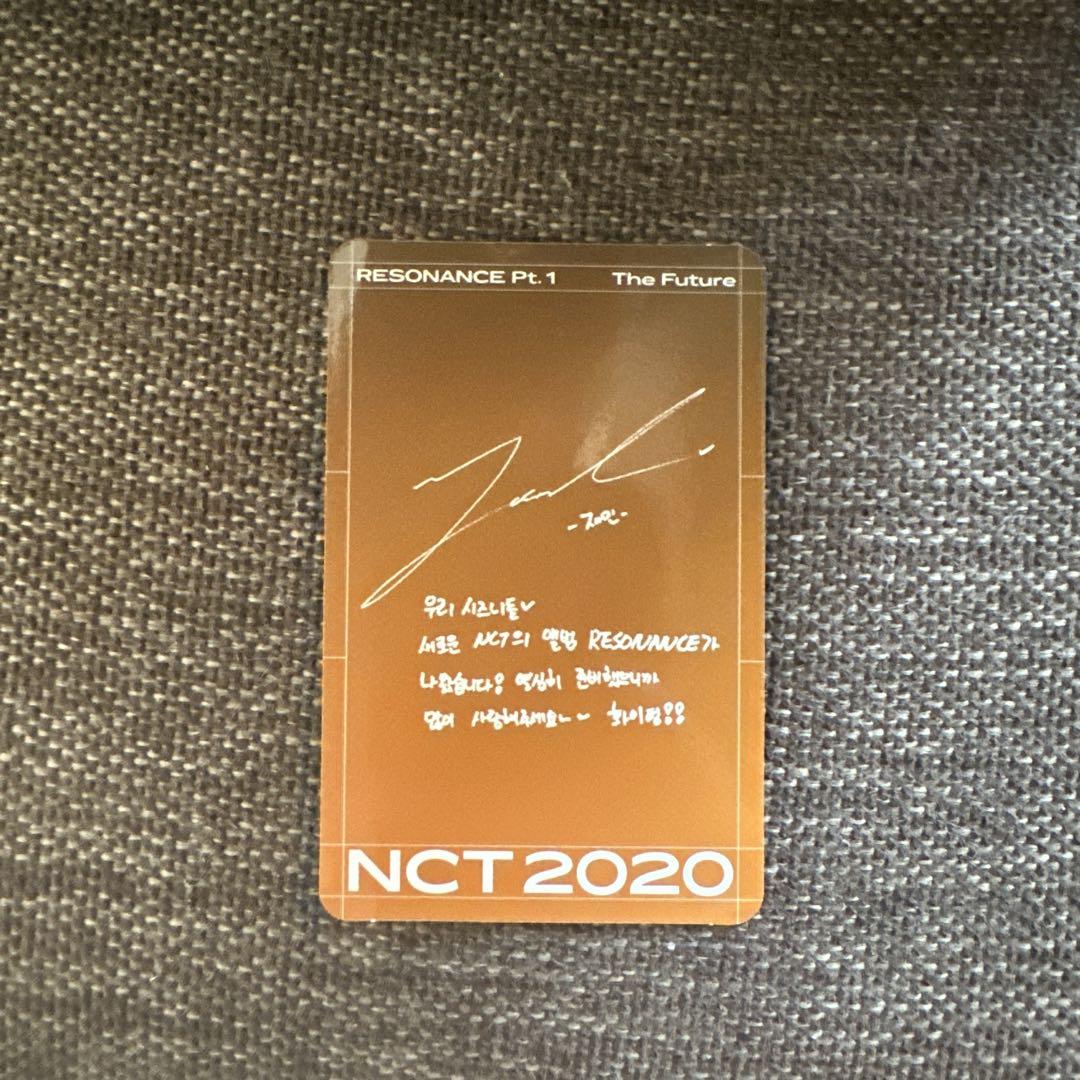 RESONANCE Pt. 1 The Future
-재민-
우리 시즈니들♥
새로운 NCT의 앨범 RESONANCE가
나왔습니다! 열심히 준비했으니까
많이 사랑해주세요~♥ 화이팅!!
NCT 2020